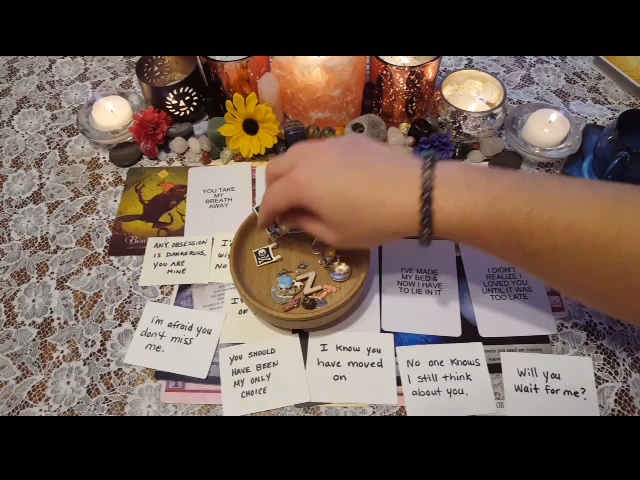 YOU TAKE
MY
BREATH
AWAY
ANY OBSESSION
IS DANGEROUS,
YOU ARE
MINE
NO
OF
I'VE MADE
MY BED &
NOW I HAVE
TO LIE IN IT
I DIDN'T
REALIZE I
LOVED YOU
UNTIL IT WAS
TOO LATE
Z
i'm afraid you
don't miss
me.
YOU SHOULD
HAVE BEEN
MY ONLY
CHOICE
I know you
have moved
on
No one knows
I still think
about you.
Will you
wait for me?